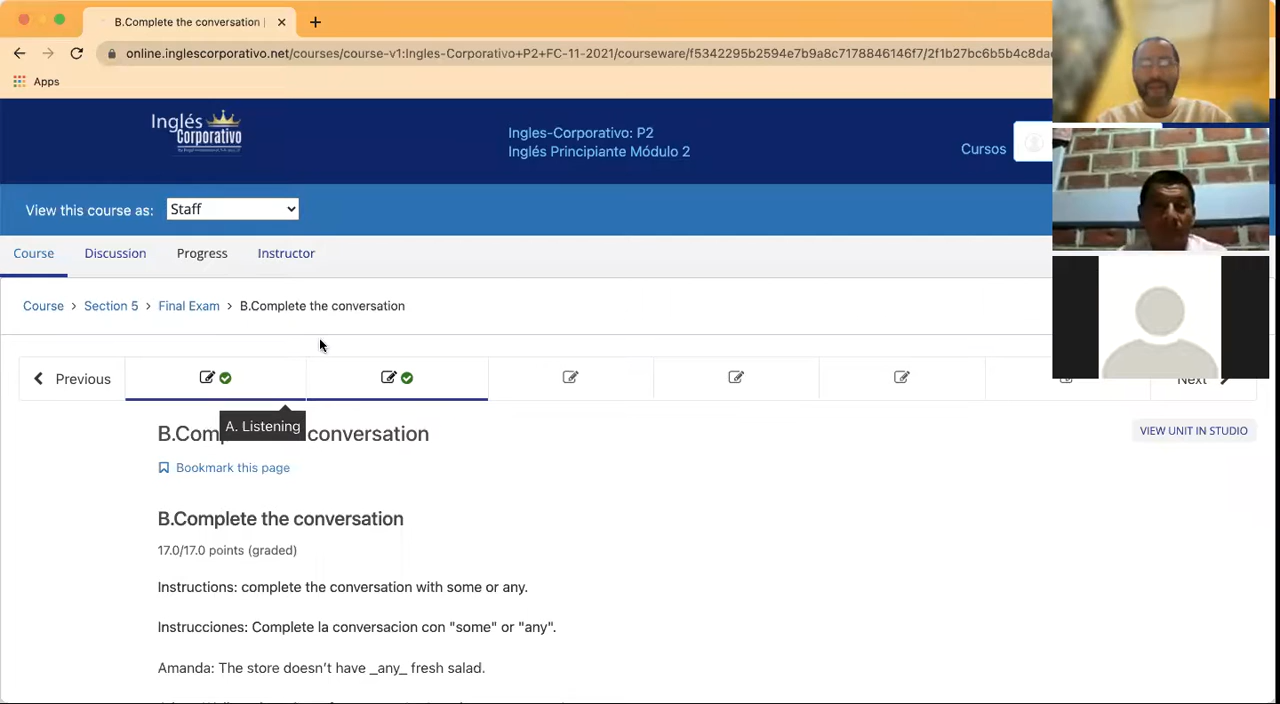 B.Complete the conversation |
online.inglescorporativo.net/courses/course-v1:Ingles-Corporativo+P2+FC-11-2021/courseware/f5342295b2594e7b9a8c7178846146f7/2f1b27bc6b5b4c8da
Apps
Inglés
Corporativo
Ingles-Corporativo: P2
Inglés Principiante Módulo 2
Cursos
View this course as:
Staff
Course
Discussion
Progress
Instructor
Course > Section 5 > Final Exam > B.Complete the conversation
Previous
Next
A. Listening
B.Com conversation
VIEW UNIT IN STUDIO
Bookmark this page
B.Complete the conversation
17.0/17.0 points (graded)
Instructions: complete the conversation with some or any.
Instrucciones: Complete la conversacion con "some" or "any".
Amanda: The store doesn't have _any_ fresh salad.